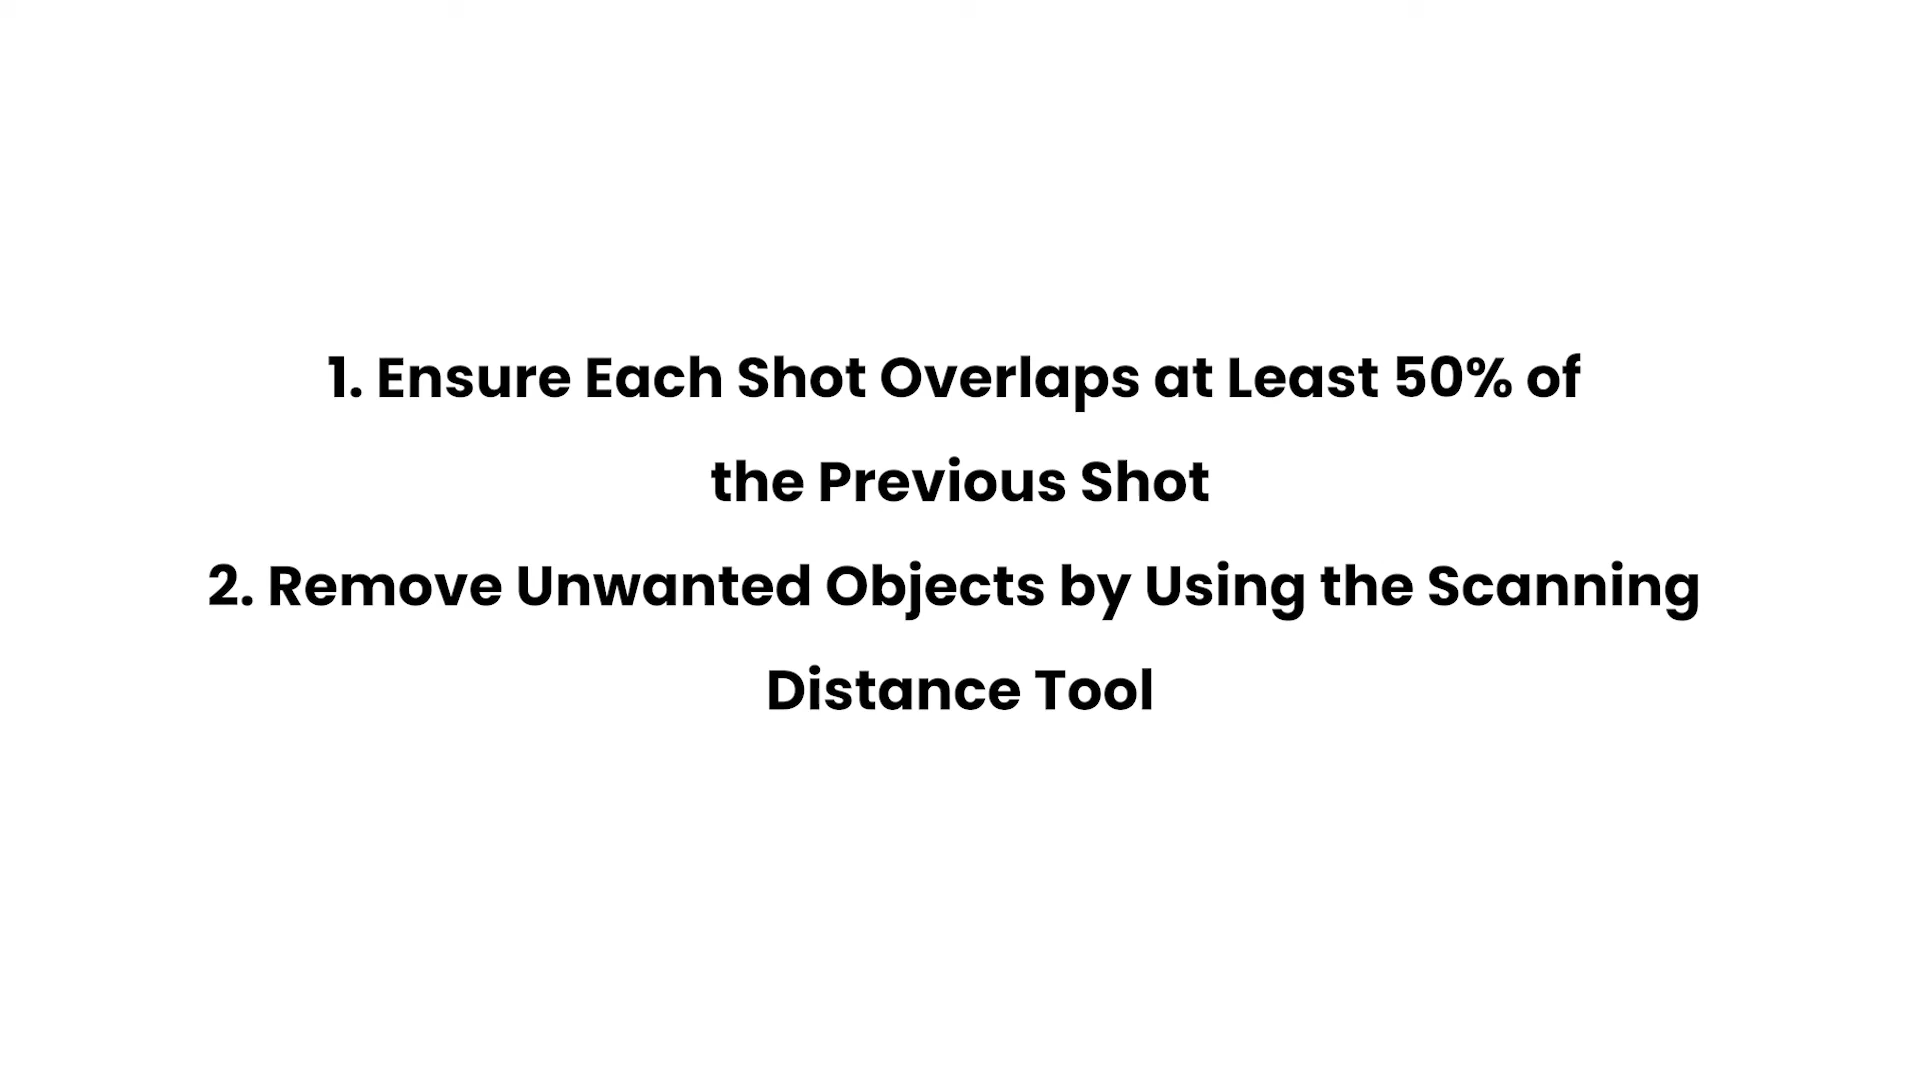 1. Ensure Each Shot Overlaps at Least 50% of
the Previous Shot
2. Remove Unwanted Objects by Using the Scanning
Distance Tool